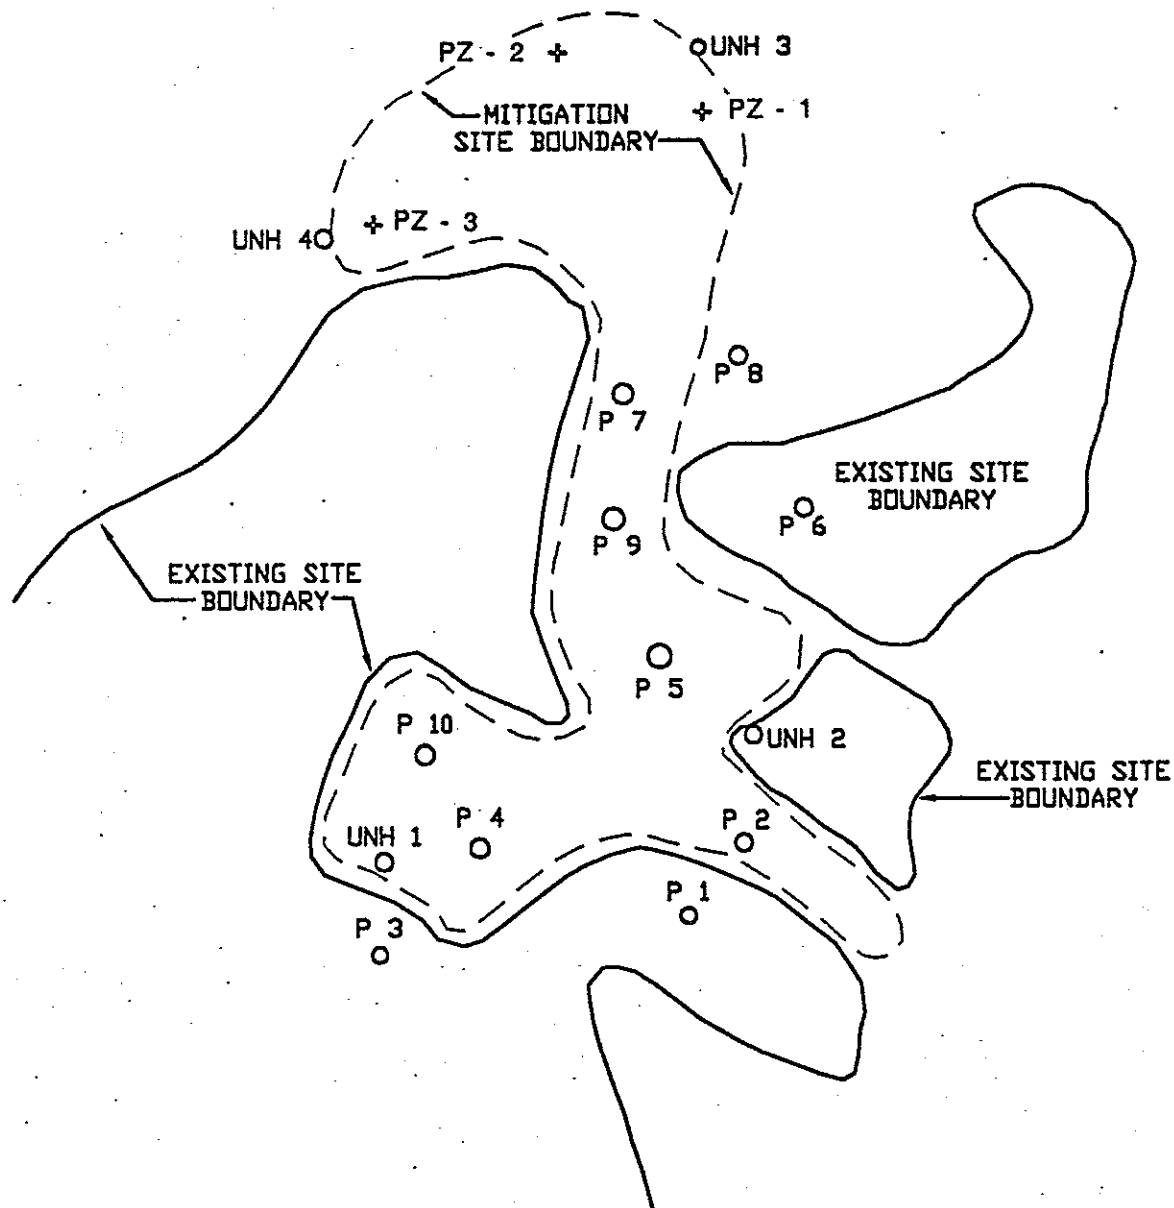 PZ - 2
UNH 3
MITIGATION
SITE BOUNDARY
PZ - 1
UNH 4
PZ - 3
P 8
P 7
EXISTING SITE
BOUNDARY
P 6
P 9
EXISTING SITE
BOUNDARY
P 5
P 10
UNH 2
EXISTING SITE
BOUNDARY
P 4
UNH 1
P 2
P 1
P 3